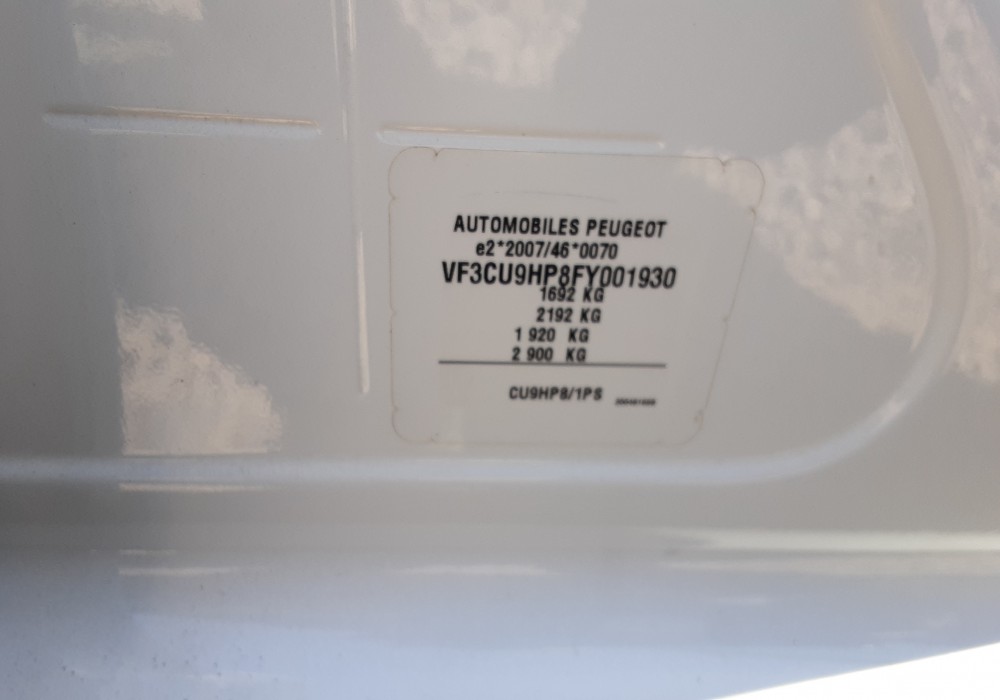 AUTOMOBILES PEUGEOT
e2*2007/46*0070
VF3CU9HP8FY001930
1692 KG
2192 KG
1 920 KG
2 900 KG
CU9HP8/1PS